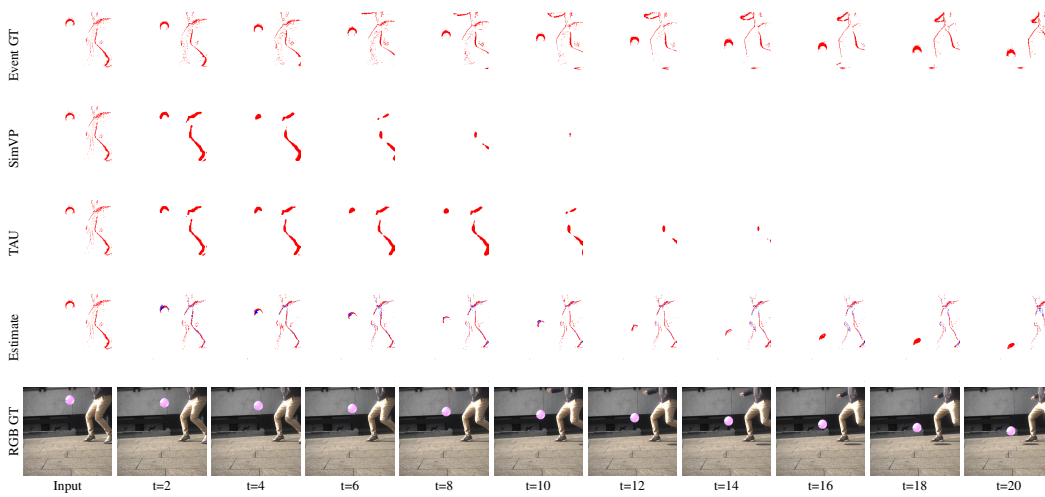 Event GT
SimVP
TAU
Estimate
RGB GT
Input t=2 t=4 t=6 t=8 t=10 t=12 t=14 t=16 t=18 t=20